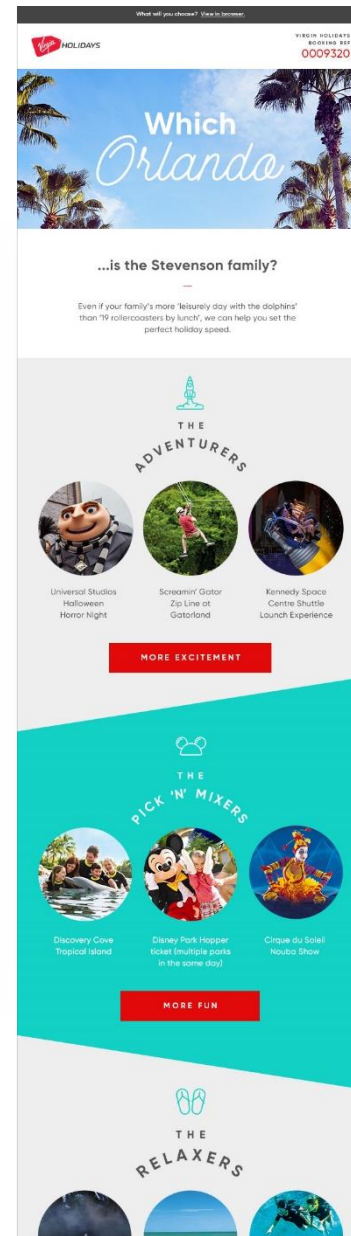 What will you choose? View in browser.
Virgin HOLIDAYS
VIRGIN HOLIDAYS
BOOKING REF
0009320
Which
Orlando
...is the Stevenson family?
Even if your family's more 'leisurely day with the dolphins'
than '19 rollercoasters by lunch', we can help you set the
perfect holiday speed.
THE
ADVENTURERS
Universal Studios
Halloween
Horror Night
Screamin' Gator
Zip Line at
Gatorland
Kennedy Space
Centre Shuttle
Launch Experience
MORE EXCITEMENT
THE
PICK 'N' MIXERS
Discovery Cove
Tropical Island
Disney Park Hopper
ticket (multiple parks
in the same day)
Cirque du Soleil
Nouba Show
MORE FUN
THE
RELAXERS